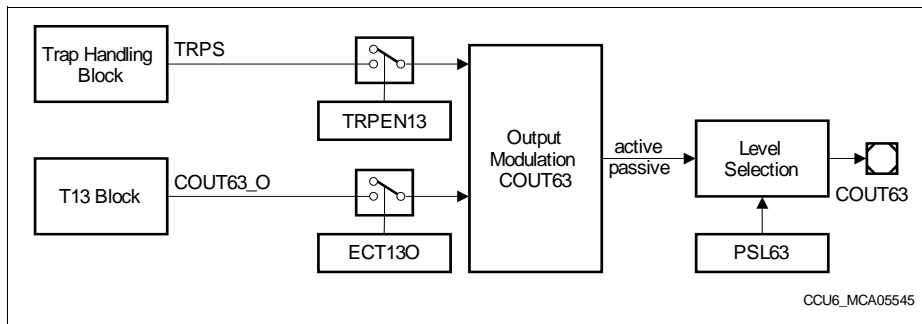 Trap Handling
Block
TRPS
TRPEN13
T13 Block
COUT63_O
ECT13O
Output
Modulation
COUT63
active
passive
Level
Selection
PSL63
COUT63
CCU6_MCA05545